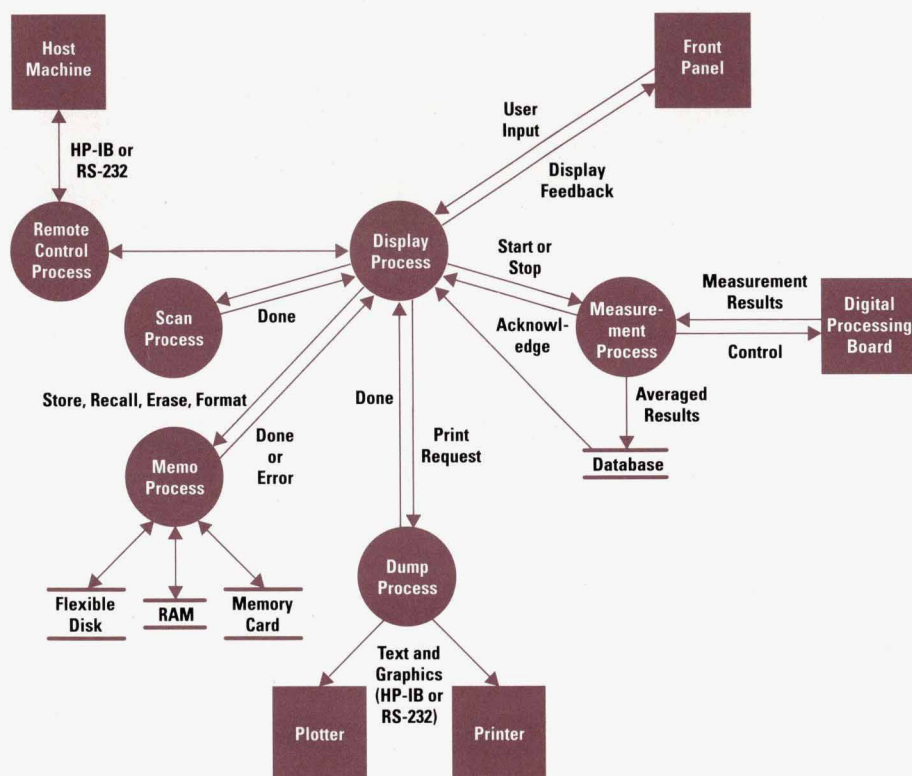 Host
Machine
Front
Panel
User
Input
HP-IB or
RS-232
Display
Feedback
Remote
Control
Process
Display
Process
Start or
Stop
Measurement
Results
Digital
Processing
Board
Scan
Process
Done
Acknowl-
edge
Measure-
ment
Process
Control
Store, Recall, Erase, Format
Done
Averaged
Results
Done
or
Error
Print
Request
Database
Memo
Process
Dump
Process
Flexible
Disk
RAM
Memory
Card
Text and
Graphics
(HP-IB or
RS-232)
Plotter
Printer